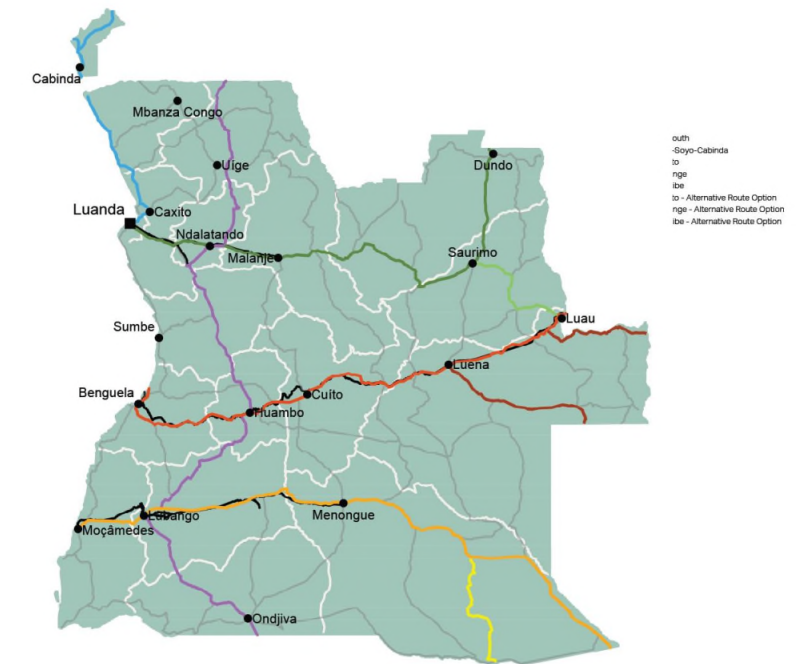 Cabinda
Mbanza Congo
Uíge
Dundo
Luanda
Caxito
Ndalatando
Malanje
Saurimo
Sumbe
Luau
Luena
Benguela
Cuito
Huambo
Lubango
Menongue
Moçâmedes
Ondjiva
outh
-Soyo-Cabinda
to
nge
ibe
to - Alternative Route Option
nge - Alternative Route Option
ibe - Alternative Route Option